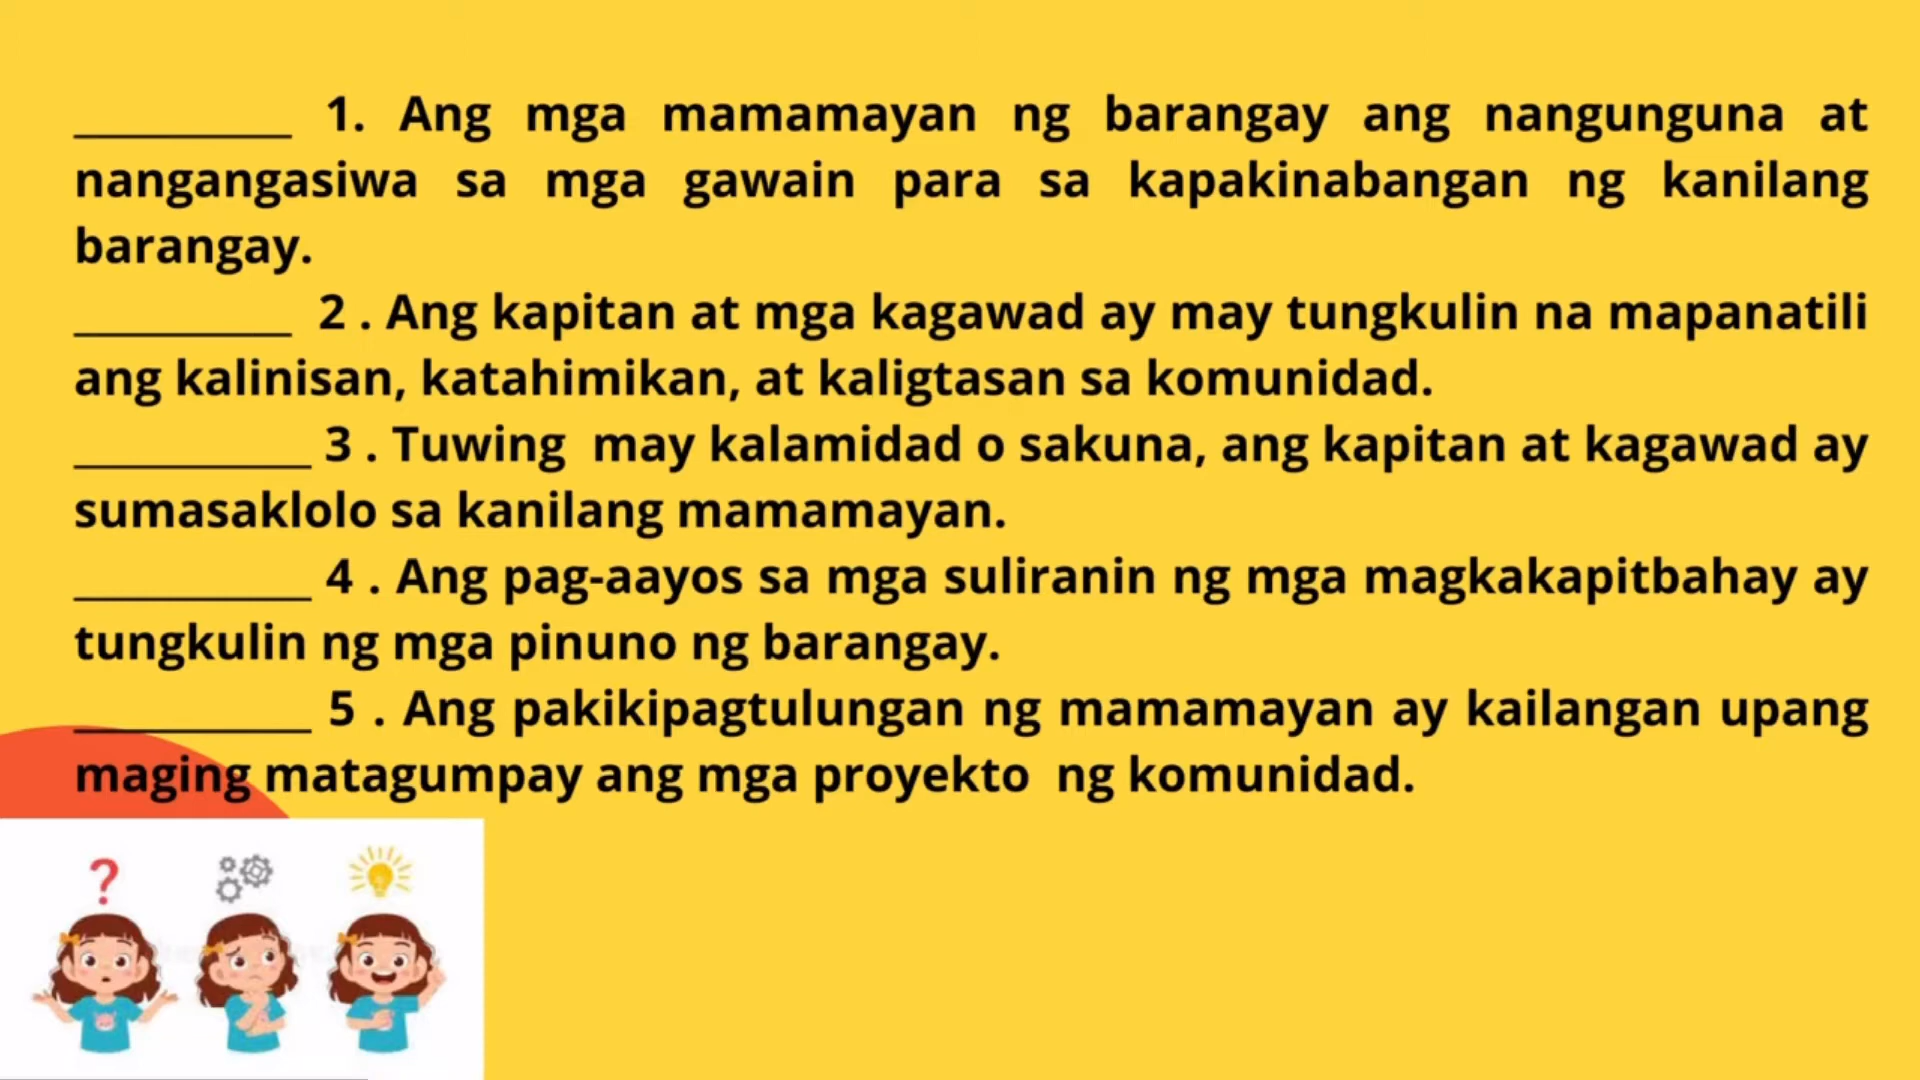 __________ 1. Ang mga mamamayan ng barangay ang nangunguna at
nangangasiwa sa mga gawain para sa kapakinabangan ng kanilang
barangay.
__________ 2 . Ang kapitan at mga kagawad ay may tungkulin na mapanatili
ang kalinisan, katahimikan, at kaligtasan sa komunidad.
___________ 3 . Tuwing may kalamidad o sakuna, ang kapitan at kagawad ay
sumasaklolo sa kanilang mamamayan.
___________ 4 . Ang pag-aayos sa mga suliranin ng mga magkakapitbahay ay
tungkulin ng mga pinuno ng barangay.
___________ 5 . Ang pakikipagtulungan ng mamamayan ay kailangan upang
maging matagumpay ang mga proyekto ng komunidad.
?